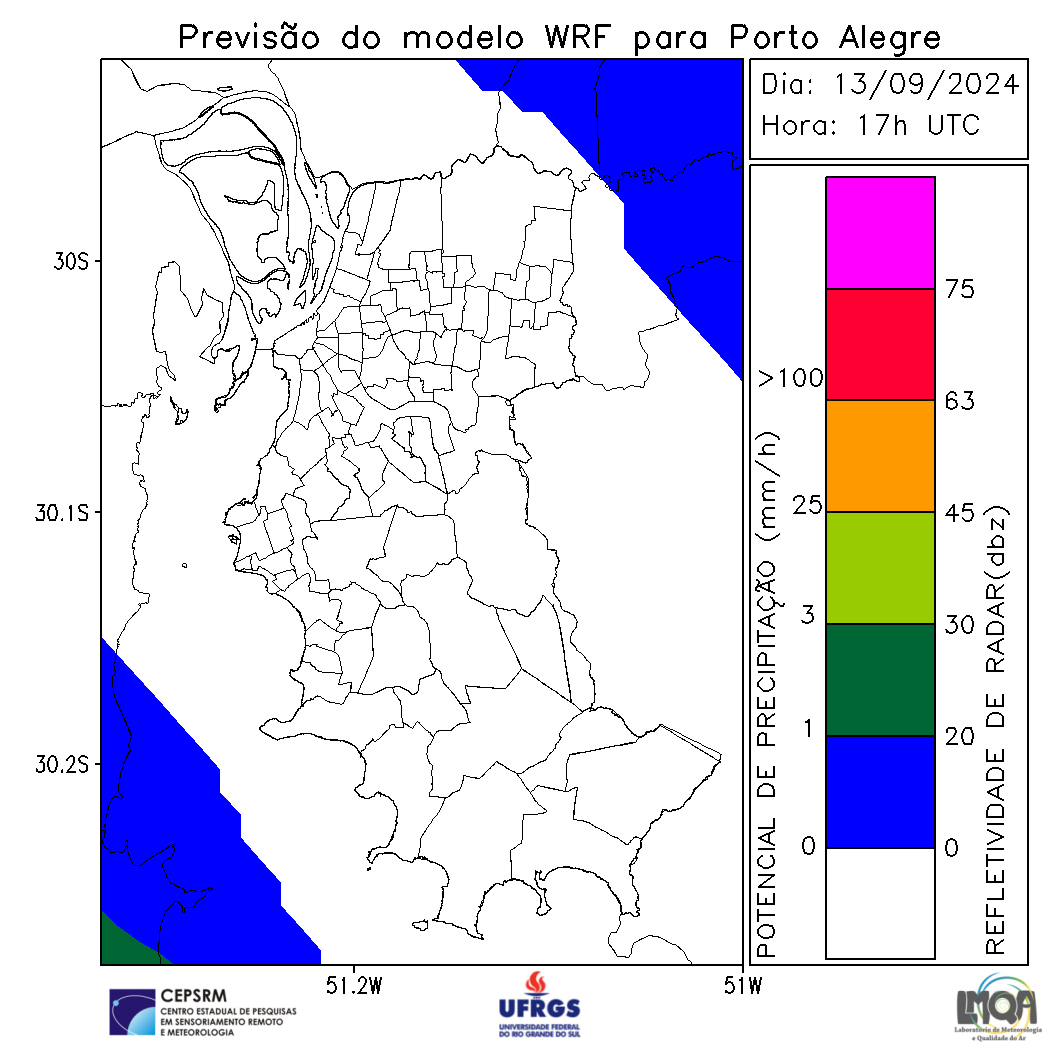 Previsão do modelo WRF para Porto Alegre
Dia: 13/09/2024
Hora: 17h UTC
30S
30.1S
30.2S
51.2W
51W
POTENCIAL DE PRECIPITAÇÃO (mm/h)
>100
25
3
1
0
75
63
45
30
20
0
REFLETIVIDADE DE RADAR(dbz)
CEPSRM
CENTRO ESTADUAL DE PESQUISAS
EM SENSORIAMENTO REMOTO
E METEOROLOGIA
UFRGS
UNIVERSIDADE FEDERAL
DO RIO GRANDE DO SUL
LMQA
Laboratório de Meteorologia
e Qualidade do Ar